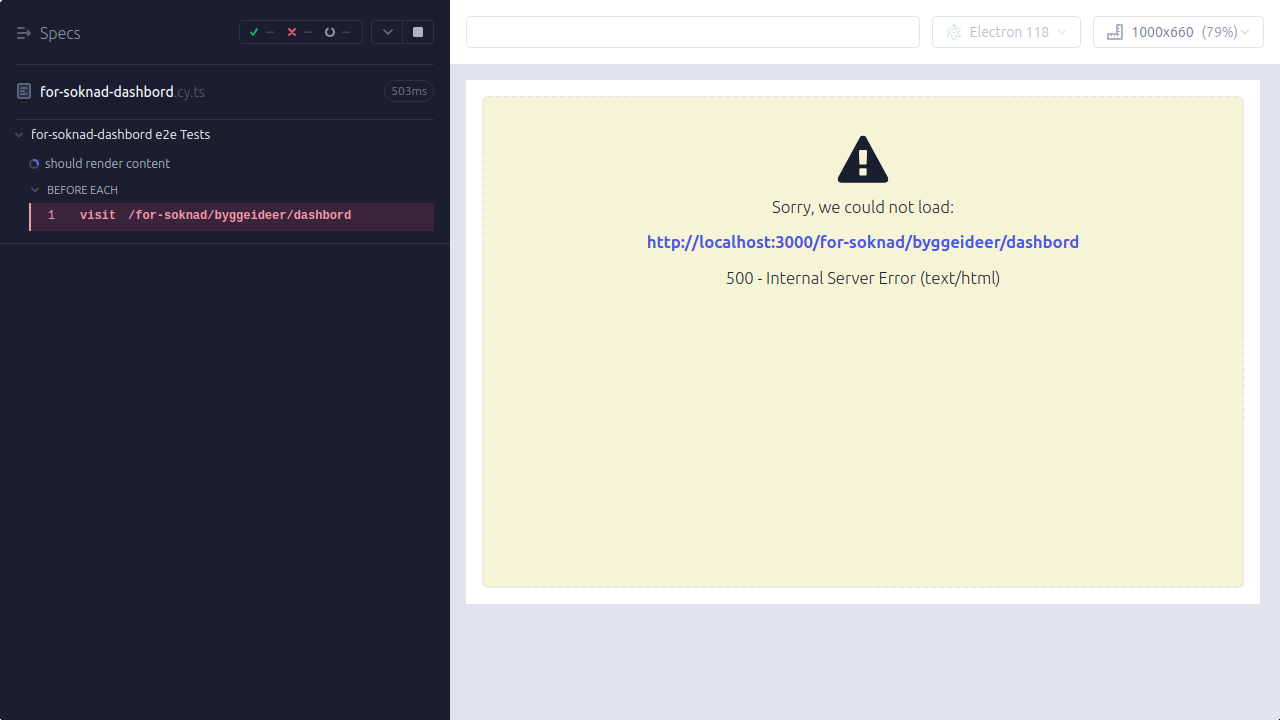 Specs
--
--
--
for-soknad-dashbord.cy.ts
503ms
for-soknad-dashbord e2e Tests
should render content
BEFORE EACH
1 visit /for-soknad/byggeideer/dashbord
Electron 118
1000x660 (79%)
Sorry, we could not load:
http://localhost:3000/for-soknad/byggeideer/dashbord
500 - Internal Server Error (text/html)